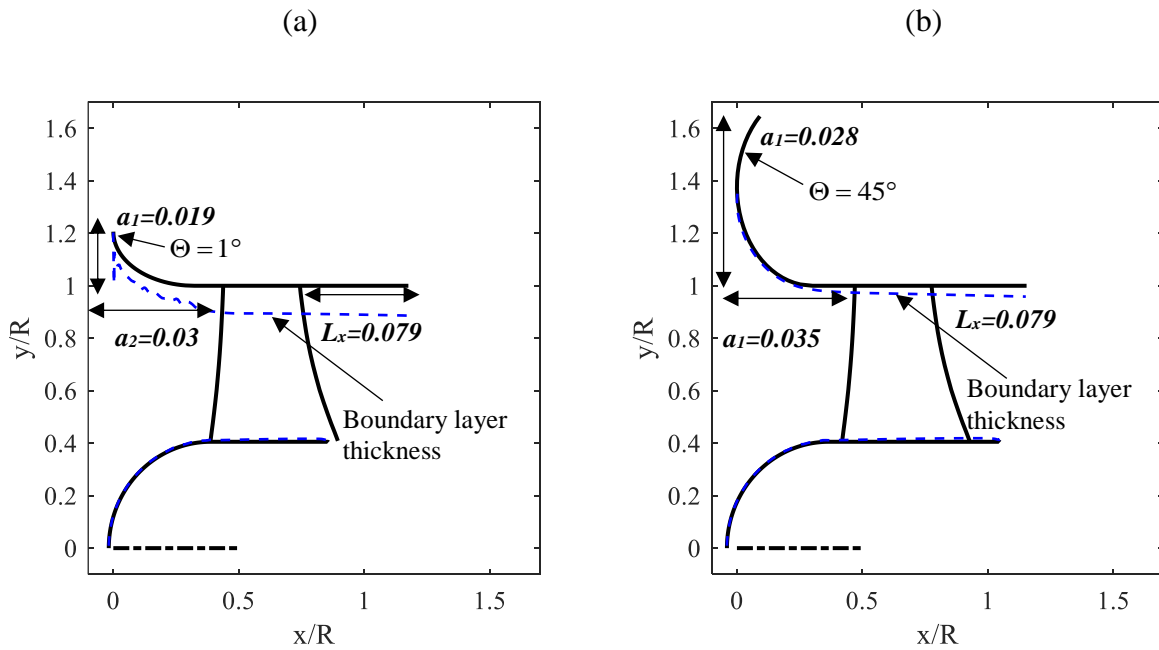 (a)
(b)
1.6
1.4
1.2
1
0.8
0.6
0.4
0.2
0
y/R
a1=0.019
Θ = 1°
a2=0.03
Lx=0.079
Boundary layer
thickness
0
0.5
1
1.5
x/R
1.6
1.4
1.2
1
0.8
0.6
0.4
0.2
0
y/R
a1=0.028
Θ = 45°
a1=0.035
Lx=0.079
Boundary layer
thickness
0
0.5
1
1.5
x/R